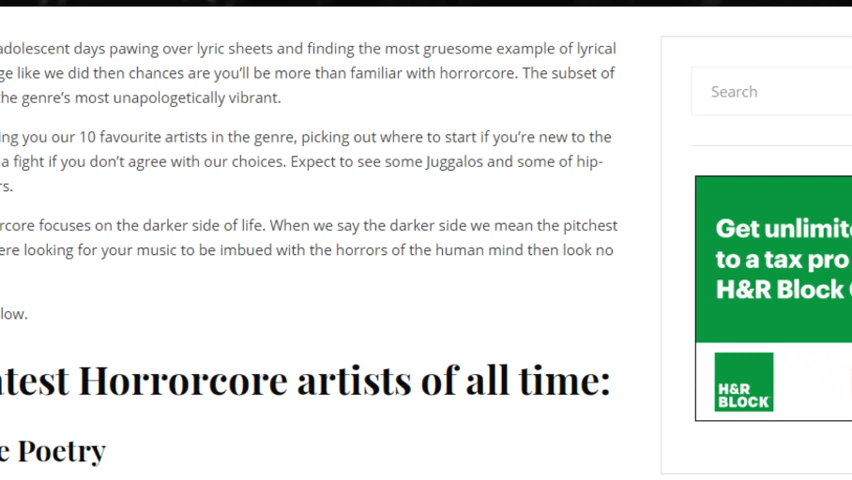 adolescent days pawing over lyric sheets and finding the most gruesome example of lyrical
ge like we did then chances are you’ll be more than familiar with horrorcore. The subset of
the genre’s most unapologetically vibrant.
ing you our 10 favourite artists in the genre, picking out where to start if you’re new to the
a fight if you don’t agree with our choices. Expect to see some Juggalos and some of hip-
rs.
rcore focuses on the darker side of life. When we say the darker side we mean the pitchest
ere looking for your music to be imbued with the horrors of the human mind then look no
low.
atest Horrorcore artists of all time:
e Poetry
Search
Get unlimite
to a tax pro
H&R Block
H&R
BLOCK